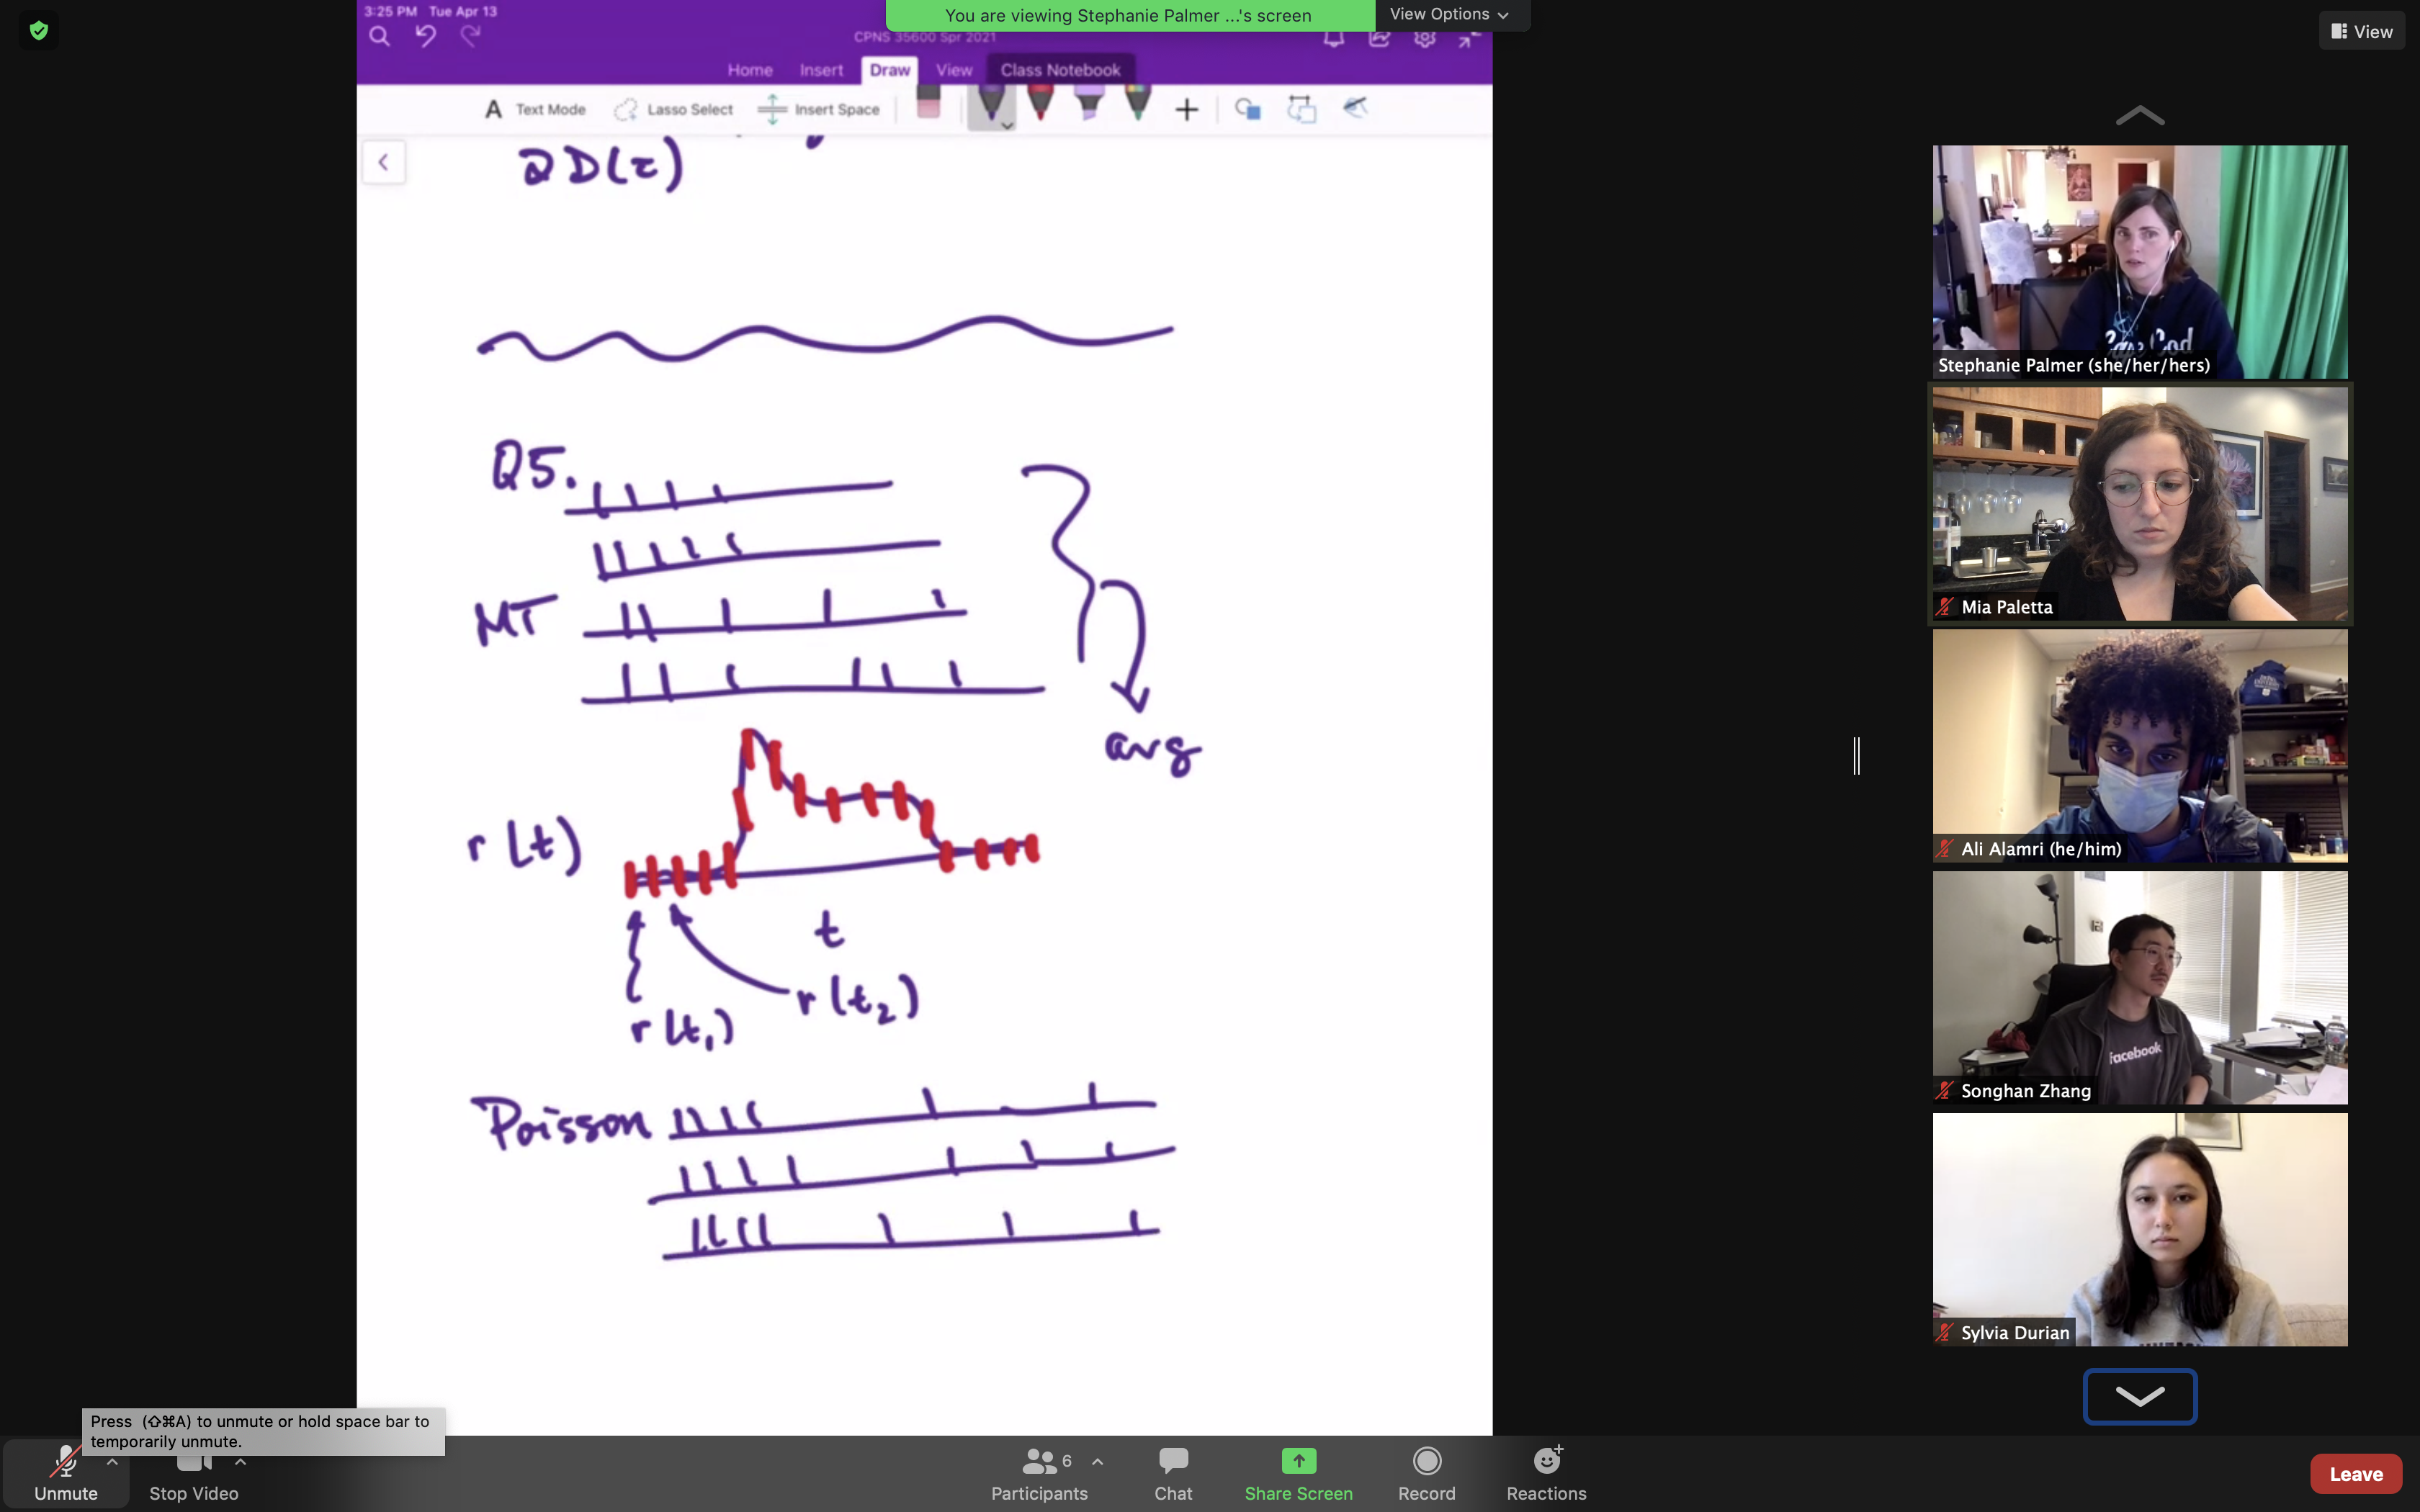 3:25 PM Tue Apr 13
You are viewing Stephanie Palmer ...'s screen
View Options
View
CPNS 35600 Spr 2021
Home Insert Draw View Class Notebook
A Text Mode Lasso Select Insert Space
2D(τ)
Q5.
MT
avg
r(t)
t
r(t₂)
r(t₁)
Poisson
Cape Cod
Stephanie Palmer (she/her/hers)
Mia Paletta
Ali Alamri (he/him)
facebook
Songhan Zhang
Sylvia Durian
Press (⇧⌘A) to unmute or hold space bar to
temporarily unmute.
Unmute
Stop Video
6
Participants
Chat
Share Screen
Record
Reactions
Leave